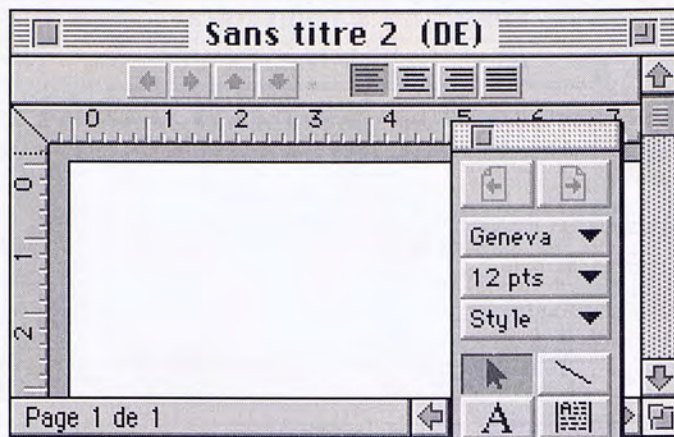 Sans titre 2 (DE)
0 1 2 3 4 5 6 7
0
1
2
Geneva
12 pts
Style
A
Page 1 de 1